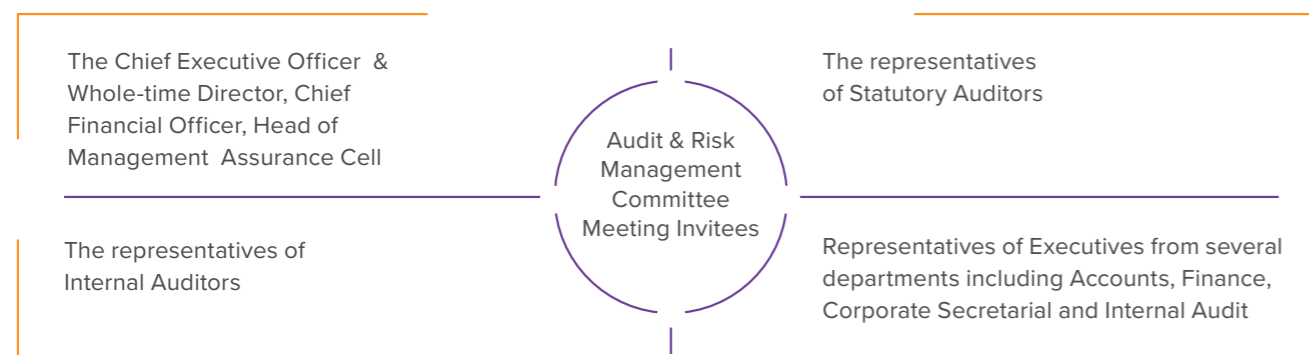 The Chief Executive Officer &
Whole-time Director, Chief
Financial Officer, Head of
Management Assurance Cell
The representatives
of Statutory Auditors
Audit & Risk
Management
Committee
Meeting Invitees
The representatives of
Internal Auditors
Representatives of Executives from several
departments including Accounts, Finance,
Corporate Secretarial and Internal Audit